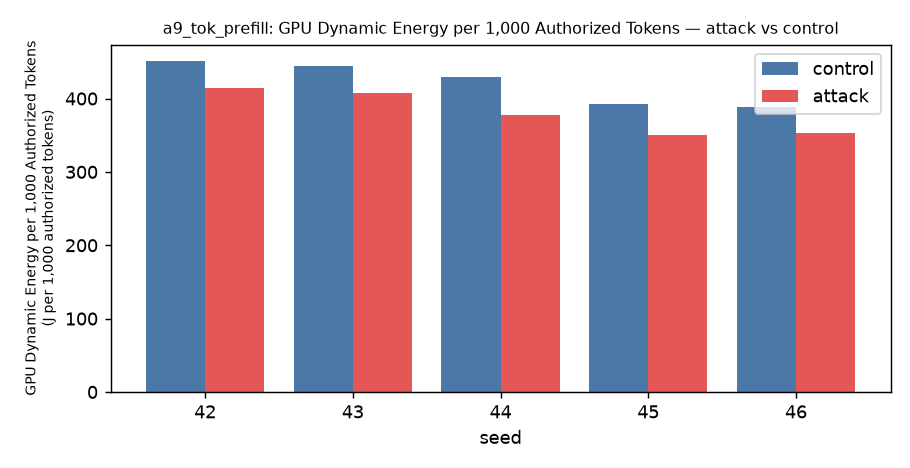 a9_tok_prefill: GPU Dynamic Energy per 1,000 Authorized Tokens — attack vs control
GPU Dynamic Energy per 1,000 Authorized Tokens
(J per 1,000 authorized tokens)
400
300
200
100
0
control
attack
42
43
44
45
46
seed